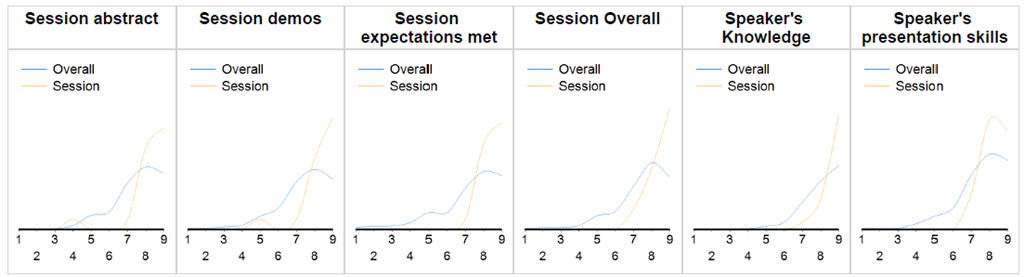 Session abstract
Session demos
Session
expectations met
Session Overall
Speaker's
Knowledge
Speaker's
presentation skills
Overall
Session
Overall
Session
Overall
Session
Overall
Session
Overall
Session
Overall
Session
1 3 5 7 9
2 4 6 8
1 3 5 7 9
2 4 6 8
1 3 5 7 9
2 4 6 8
1 3 5 7 9
2 4 6 8
1 3 5 7 9
2 4 6 8
1 3 5 7 9
2 4 6 8